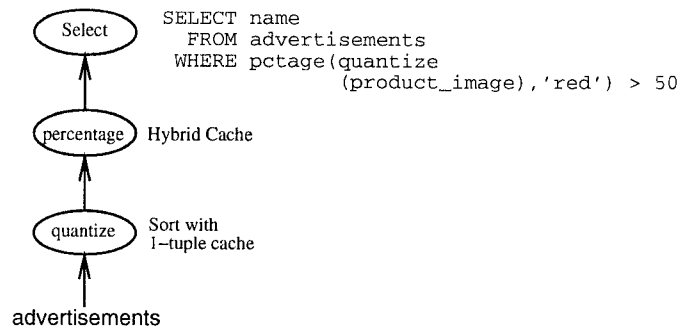 Select
SELECT name
FROM advertisements
WHERE pctage(quantize
(product_image),'red') > 50
percentage
Hybrid Cache
quantize
Sort with
1-tuple cache
advertisements